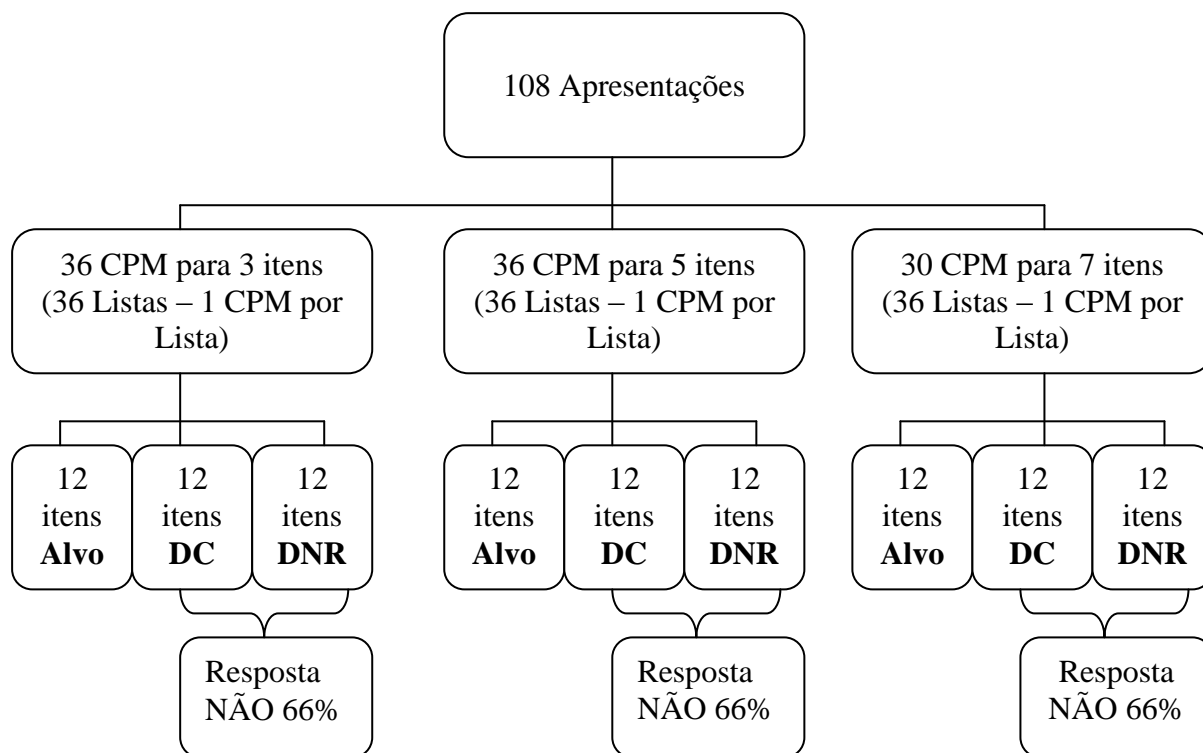 108 Apresentações
36 CPM para 3 itens
(36 Listas – 1 CPM por
Lista)
36 CPM para 5 itens
(36 Listas – 1 CPM por
Lista)
30 CPM para 7 itens
(36 Listas – 1 CPM por
Lista)
12
itens
Alvo
12
itens
DC
12
itens
DNR
12
itens
Alvo
12
itens
DC
12
itens
DNR
12
itens
Alvo
12
itens
DC
12
itens
DNR
Resposta
NÃO 66%
Resposta
NÃO 66%
Resposta
NÃO 66%